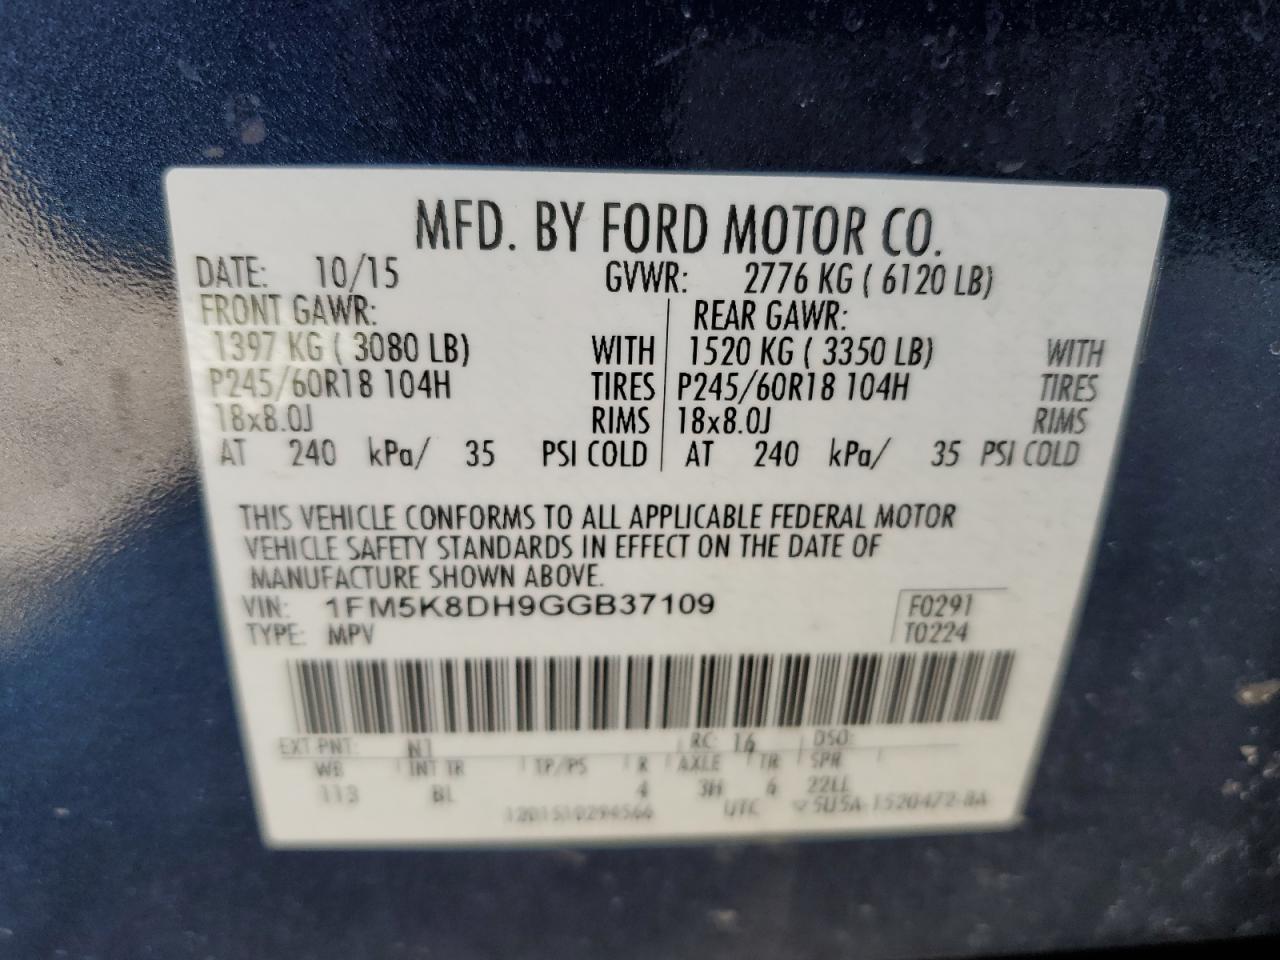 MFD. BY FORD MOTOR CO.
DATE: 10/15 GVWR: 2776 KG ( 6120 LB)
FRONT GAWR: REAR GAWR:
1397 KG ( 3080 LB) WITH 1520 KG ( 3350 LB) WITH
P245/60R18 104H TIRES P245/60R18 104H TIRES
18x8.0J RIMS 18x8.0J RIMS
AT 240 kPa/ 35 PSI COLD AT 240 kPa/ 35 PSI COLD
THIS VEHICLE CONFORMS TO ALL APPLICABLE FEDERAL MOTOR
VEHICLE SAFETY STANDARDS IN EFFECT ON THE DATE OF
MANUFACTURE SHOWN ABOVE.
VIN: 1FM5K8DH9GGB37109 F0291
TYPE: MPV T0224
EXT PNT: N1 RC: 16 DSO:
WB INT TR TP/PS R AXLE TR SPR
113 BL 4 3H 6 22LL
1201510294566 UTC 5U5A-1520472-BA